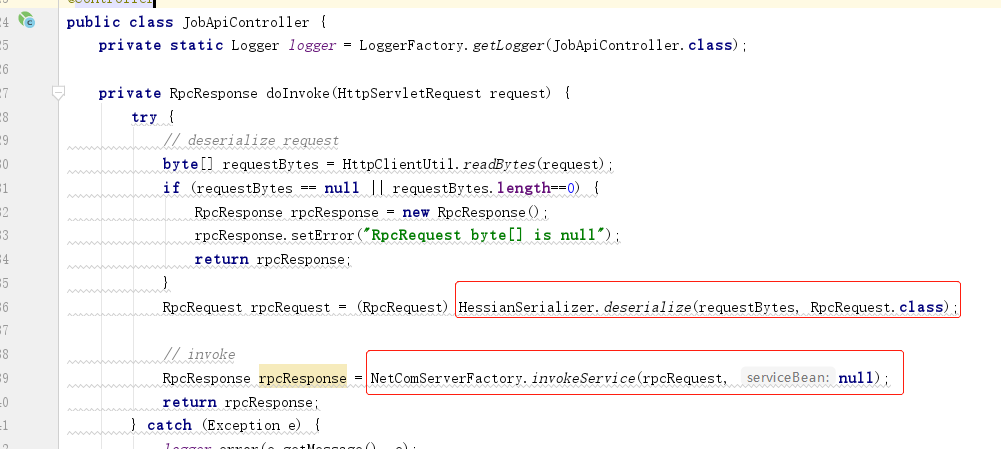 @Controller
24 public class JobApiController {
25 private static Logger logger = LoggerFactory.getLogger(JobApiController.class);
26
27 private RpcResponse doInvoke(HttpServletRequest request) {
28 try {
29 // deserialize request
30 byte[] requestBytes = HttpClientUtil.readBytes(request);
31 if (requestBytes == null || requestBytes.length==0) {
32 RpcResponse rpcResponse = new RpcResponse();
33 rpcResponse.setError("RpcRequest byte[] is null");
34 return rpcResponse;
35 }
36 RpcRequest rpcRequest = (RpcRequest) HessianSerializer.deserialize(requestBytes, RpcRequest.class);
37
38 // invoke
39 RpcResponse rpcResponse = NetComServerFactory.invokeService(rpcRequest, serviceBean: null);
40 return rpcResponse;
41 } catch (Exception e) {
logger.error(e.getMessage(), e);